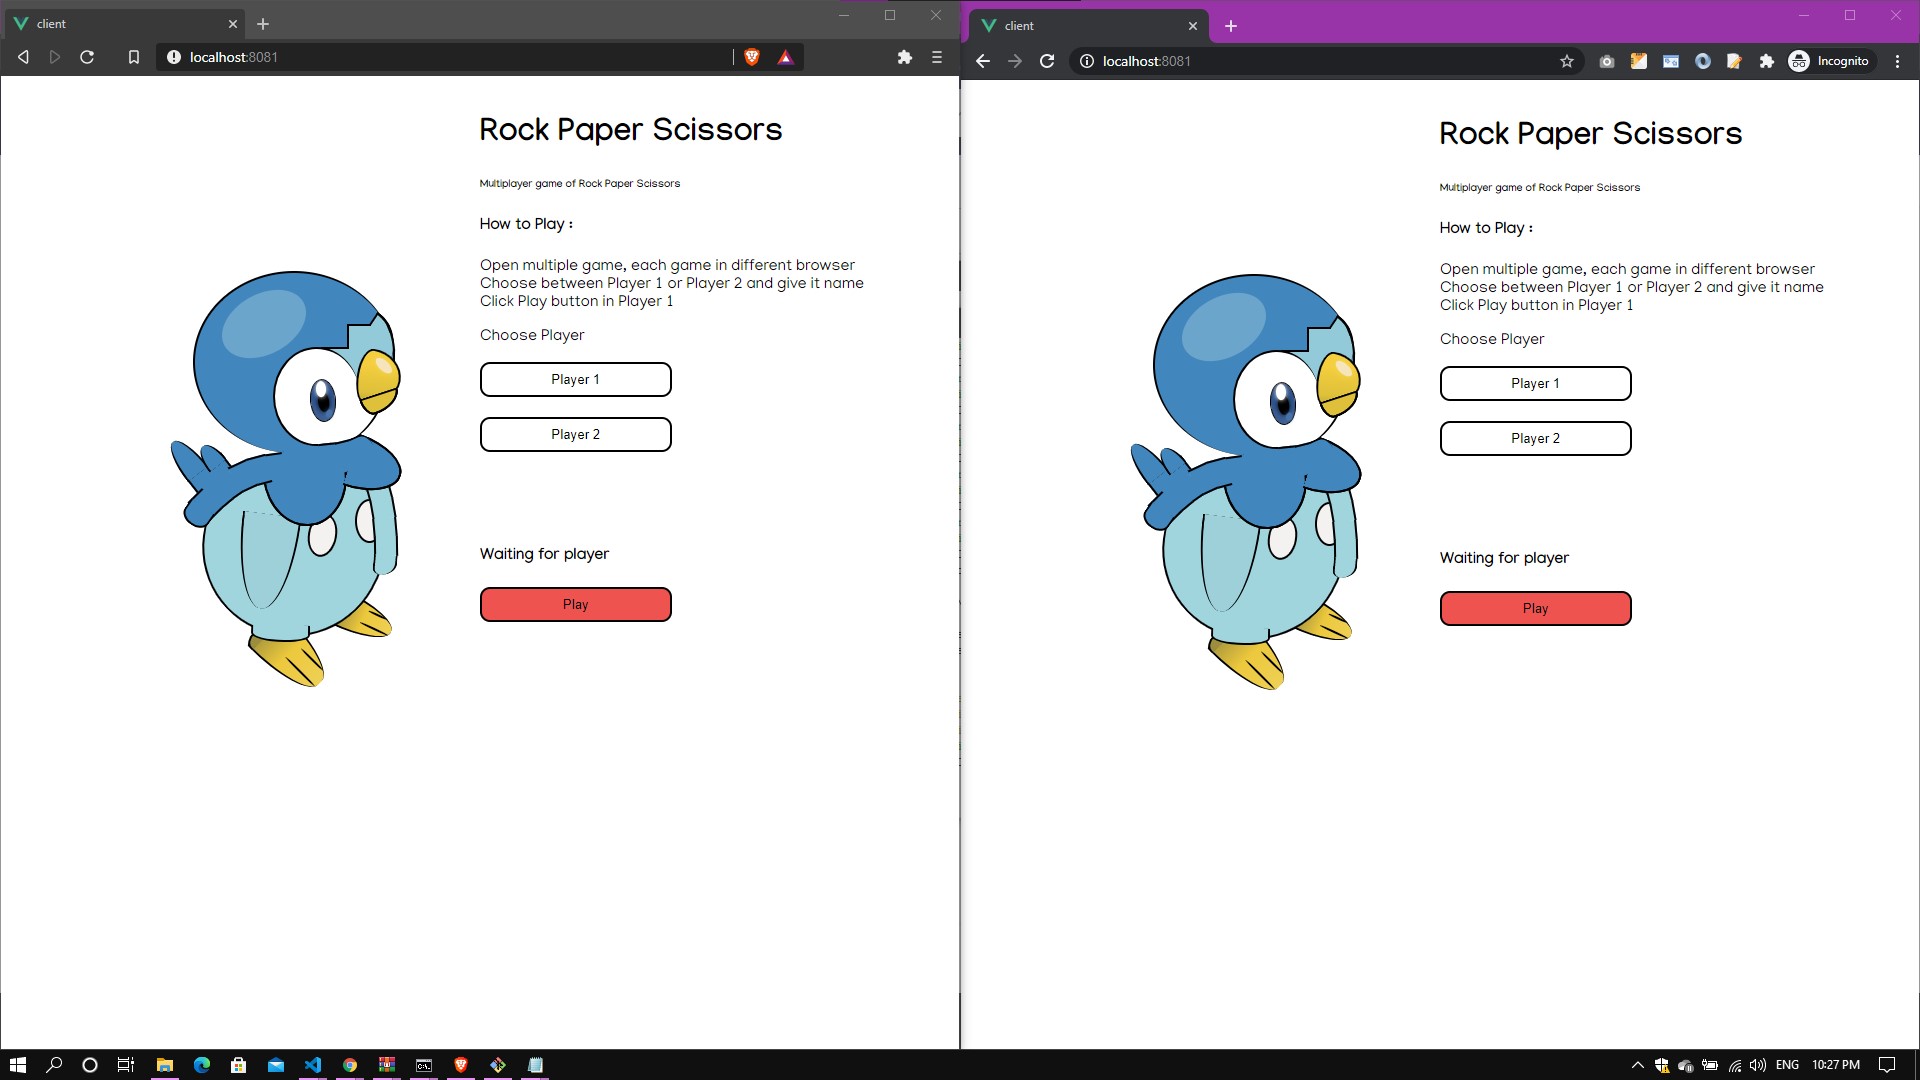 client
localhost:8081
Rock Paper Scissors
Multiplayer game of Rock Paper Scissors
How to Play :
Open multiple game, each game in different browser
Choose between Player 1 or Player 2 and give it name
Click Play button in Player 1
Choose Player
Player 1
Player 2
Waiting for player
Play
client
localhost:8081
Incognito
Rock Paper Scissors
Multiplayer game of Rock Paper Scissors
How to Play :
Open multiple game, each game in different browser
Choose between Player 1 or Player 2 and give it name
Click Play button in Player 1
Choose Player
Player 1
Player 2
Waiting for player
Play
ENG
10:27 PM